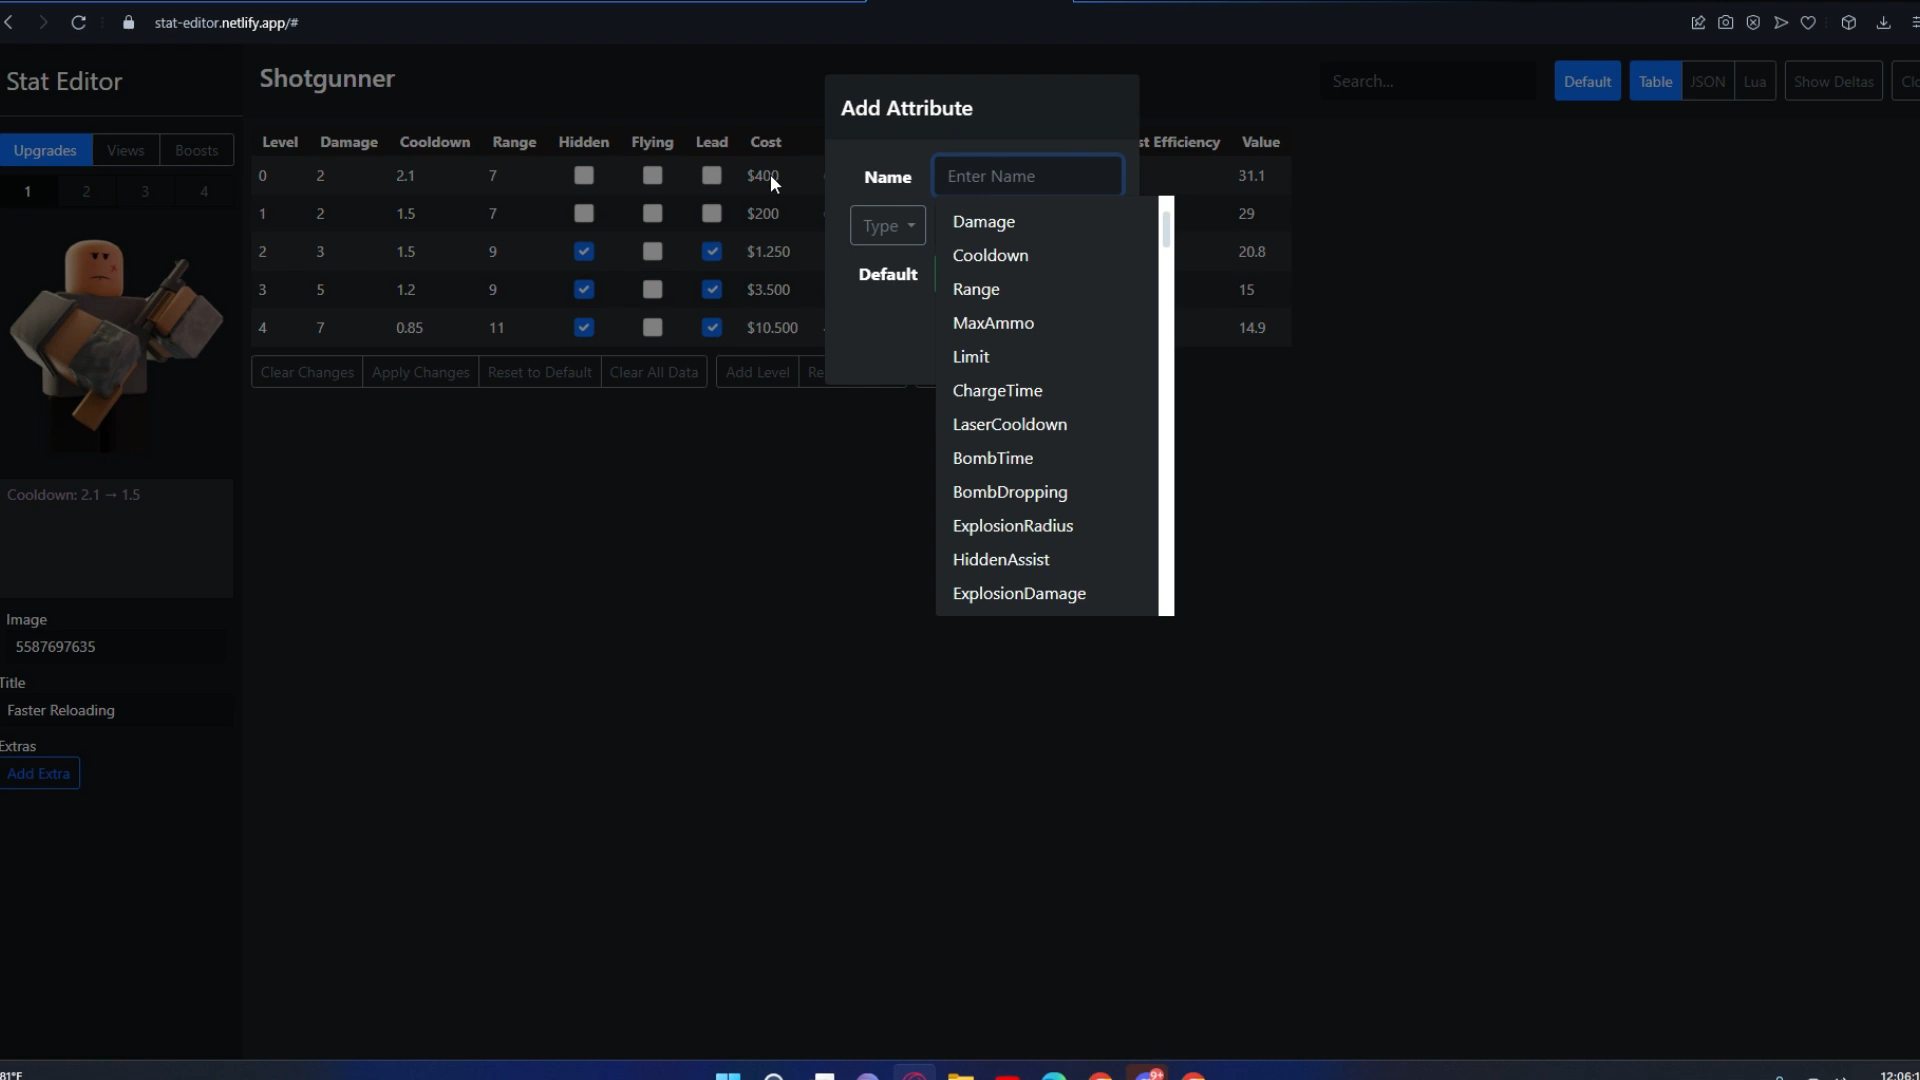 stat-editor.netlify.app/#
Stat Editor
Shotgunner
Search...
Default
Table
JSON
Lua
Show Deltas
Upgrades
Views
Boosts
1 2 3 4
Level Damage Cooldown Range Hidden Flying Lead Cost st Efficiency Value
0 2 2.1 7 $400 31.1
1 2 1.5 7 $200 29
2 3 1.5 9 $1.250 20.8
3 5 1.2 9 $3.500 15
4 7 0.85 11 $10.500 14.9
Clear Changes
Apply Changes
Reset to Default
Clear All Data
Add Level
Re
Add Attribute
Name
Enter Name
Type
Default
Damage
Cooldown
Range
MaxAmmo
Limit
ChargeTime
LaserCooldown
BombTime
BombDropping
ExplosionRadius
HiddenAssist
ExplosionDamage
Cooldown: 2.1 → 1.5
Image
5587697635
Title
Faster Reloading
Extras
Add Extra
81°F
9+
12:06:1